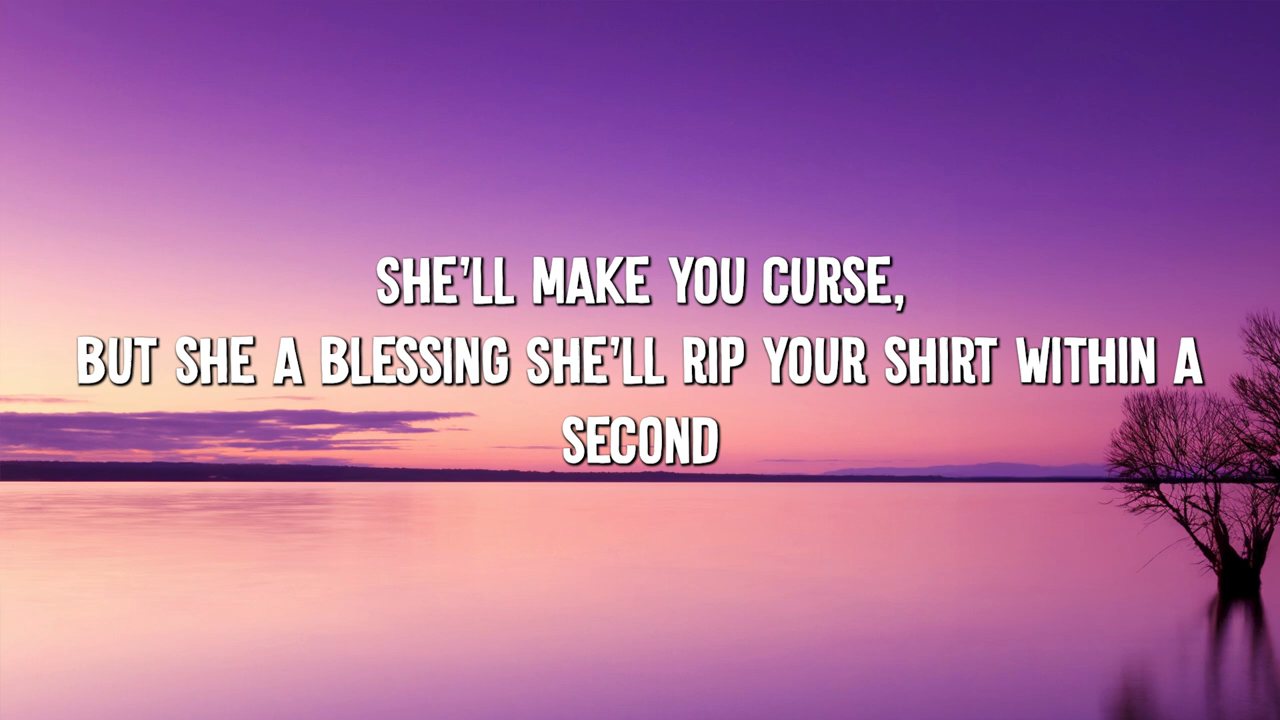 SHE'LL MAKE YOU CURSE,
BUT SHE A BLESSING SHE'LL RIP YOUR SHIRT WITHIN A
SECOND